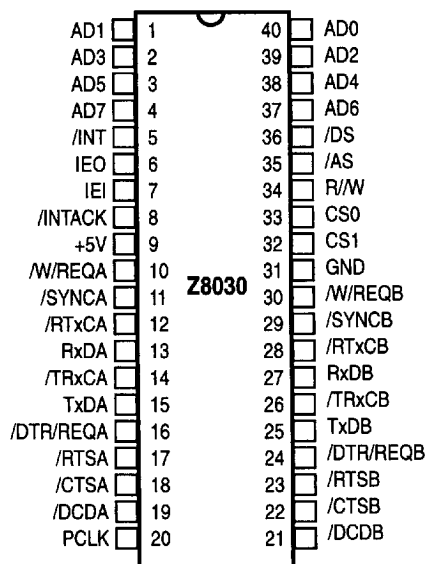 AD1 1 40 AD0
AD3 2 39 AD2
AD5 3 38 AD4
AD7 4 37 AD6
/INT 5 36 /DS
IEO 6 35 /AS
IEI 7 34 R//W
/INTACK 8 33 CS0
+5V 9 32 CS1
/W/REQA 10 31 GND
Z8030
/SYNCA 11 30 /W/REQB
/RTxCA 12 29 /SYNCB
RxDA 13 28 /RTxCB
/TRxCA 14 27 RxDB
TxDA 15 26 /TRxCB
/DTR/REQA 16 25 TxDB
/RTSA 17 24 /DTR/REQB
/CTSA 18 23 /RTSB
/DCDA 19 22 /CTSB
PCLK 20 21 /DCDB